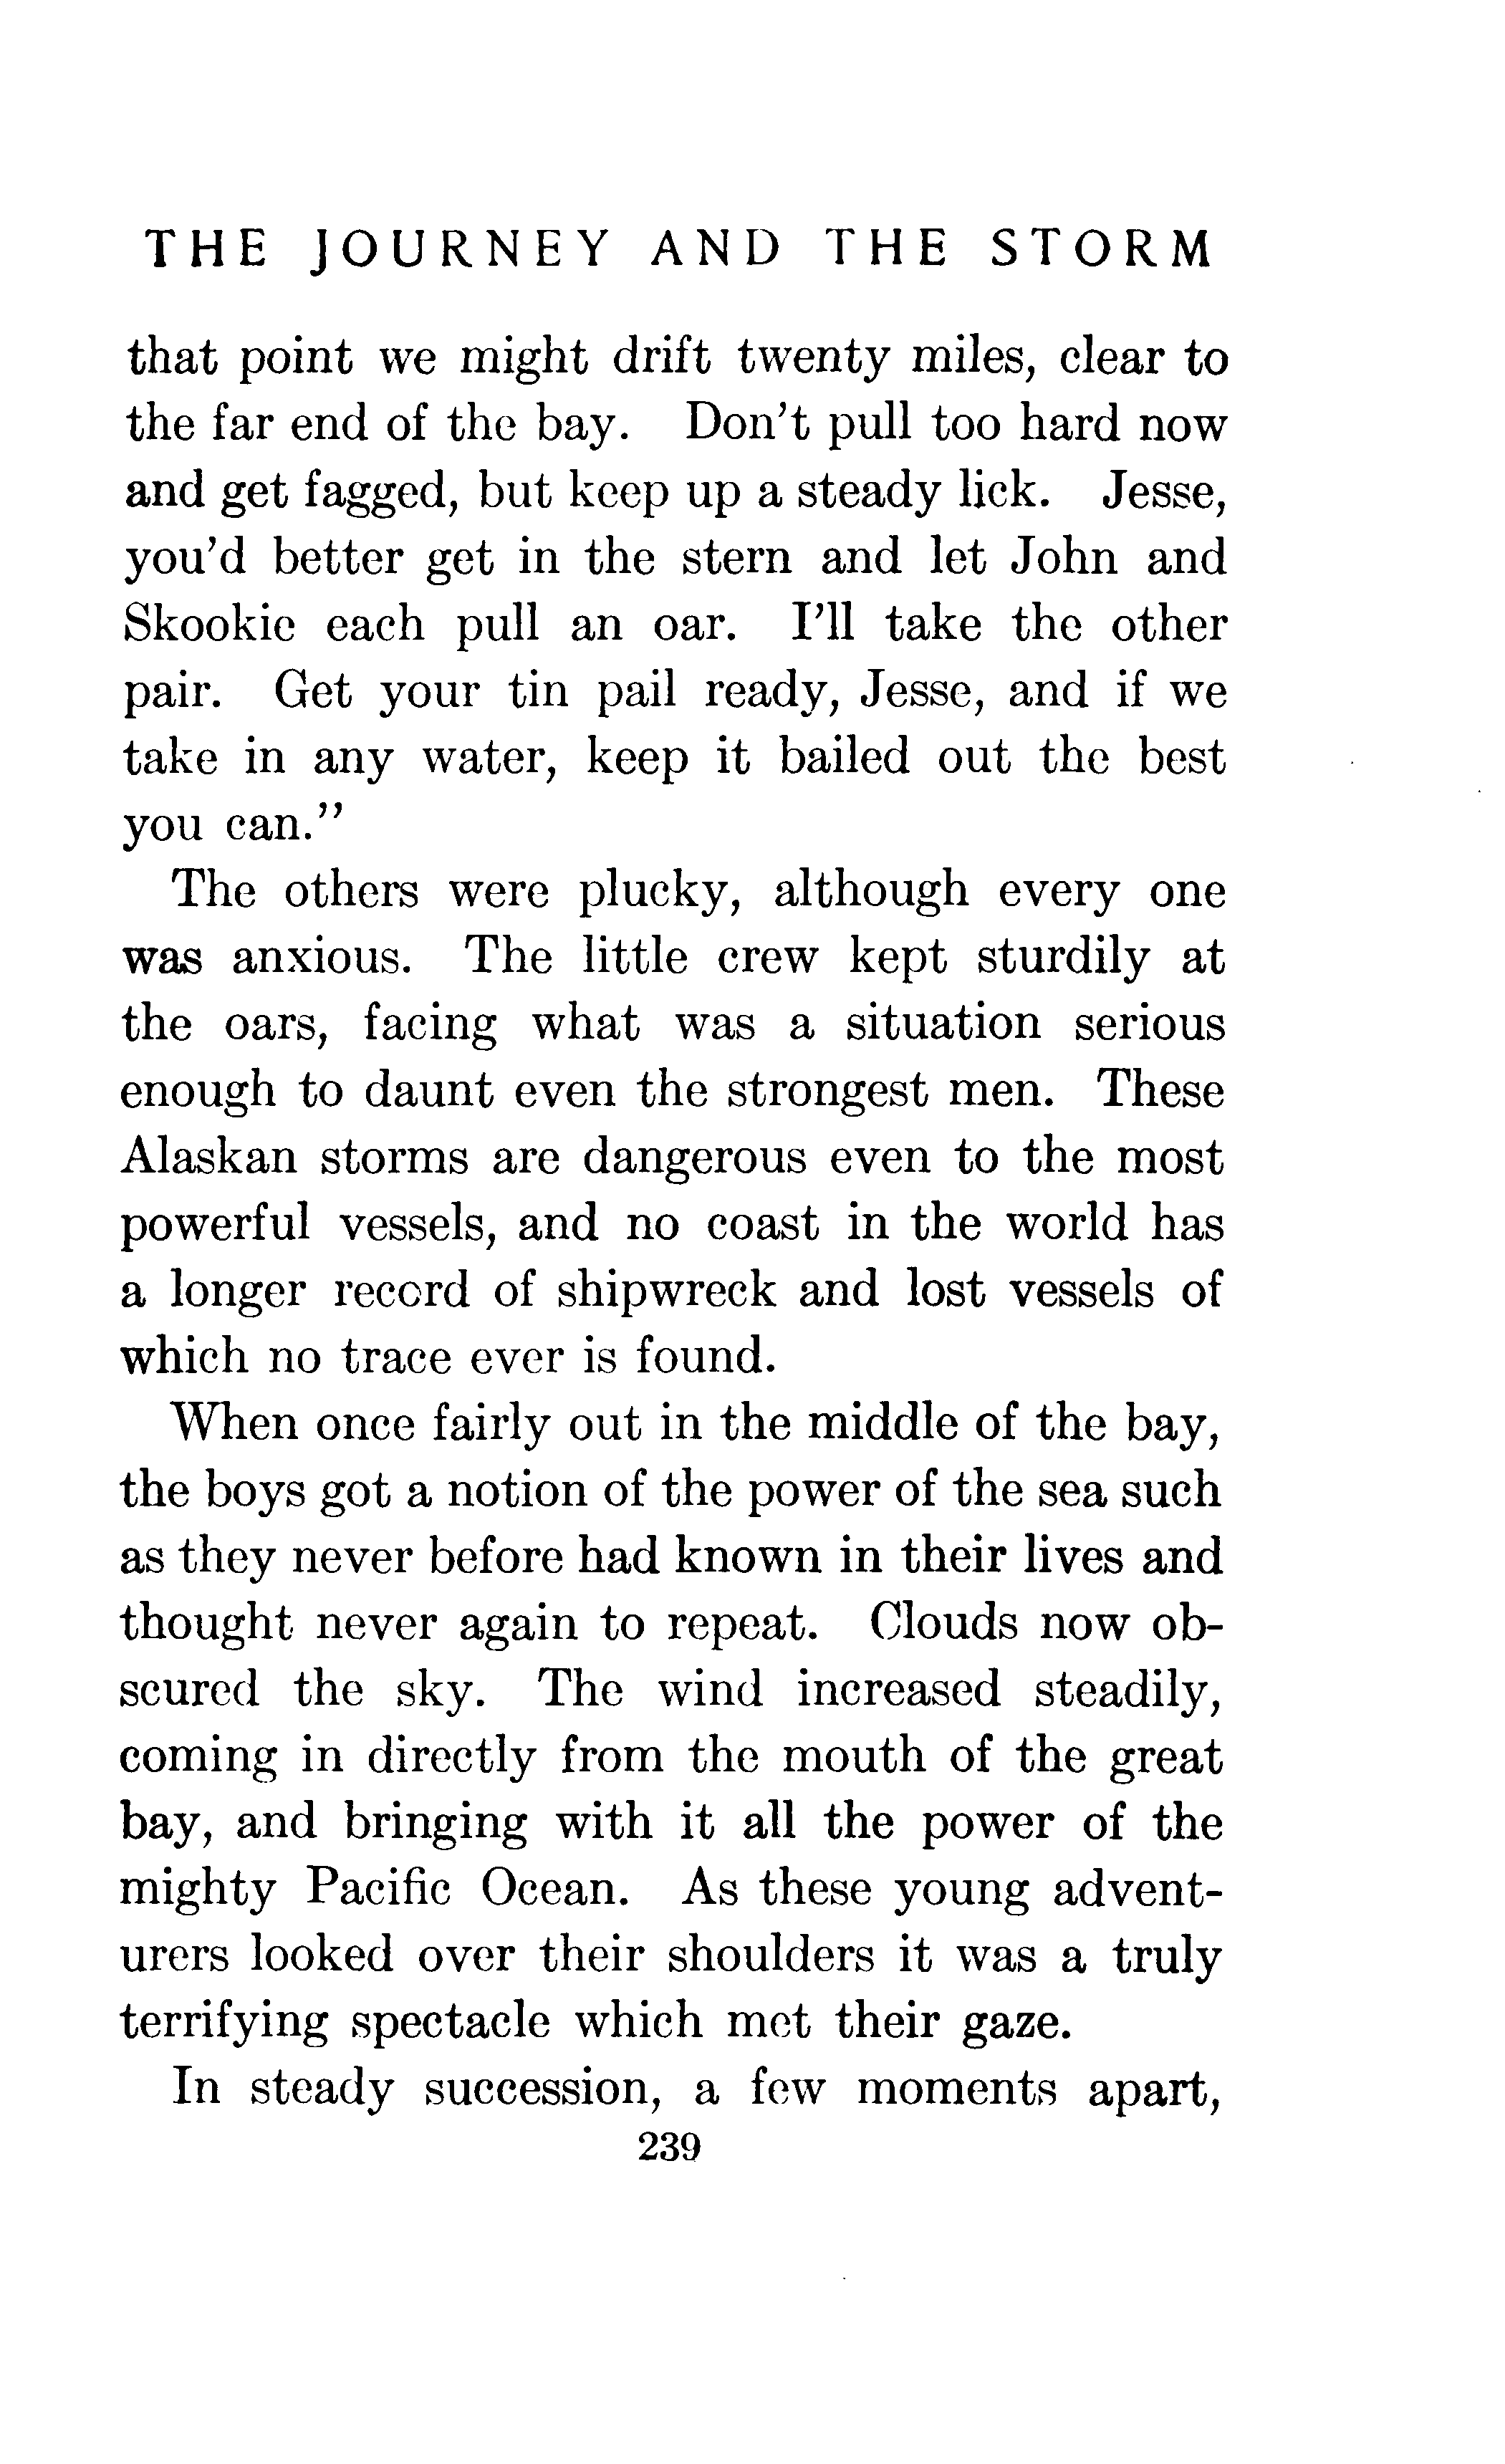 THE JOURNEY AND THE STORM
that point we might drift twenty miles, clear to
the far end of the bay. Don't pull too hard now
and get fagged, but keep up a steady lick. Jesse,
you'd better get in the stern and let John and
Skookie each pull an oar. I'll take the other
pair. Get your tin pail ready, Jesse, and if we
take in any water, keep it bailed out the best
you can."
The others were plucky, although every one
was anxious. The little crew kept sturdily at
the oars, facing what was a situation serious
enough to daunt even the strongest men. These
Alaskan storms are dangerous even to the most
powerful vessels, and no coast in the world has
a longer record of shipwreck and lost vessels of
which no trace ever is found.
When once fairly out in the middle of the bay,
the boys got a notion of the power of the sea such
as they never before had known in their lives and
thought never again to repeat. Clouds now ob-
scured the sky. The wind increased steadily,
coming in directly from the mouth of the great
bay, and bringing with it all the power of the
mighty Pacific Ocean. As these young advent-
urers looked over their shoulders it was a truly
terrifying spectacle which met their gaze.
In steady succession, a few moments apart,
239